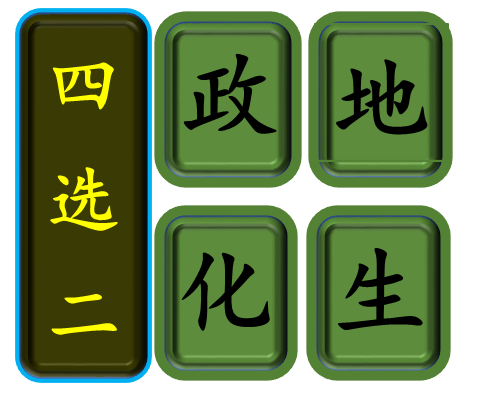 四选二
政 地
化 生